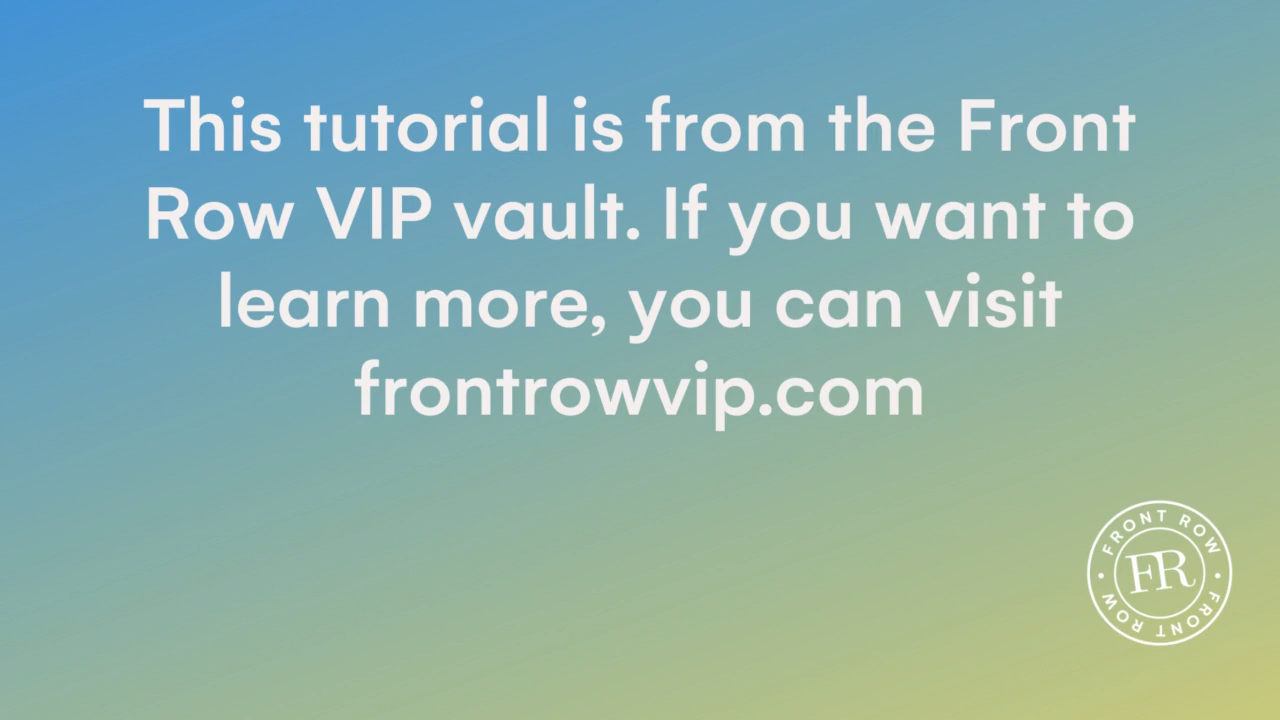 This tutorial is from the Front
Row VIP vault. If you want to
learn more, you can visit
frontrowvip.com
FRONT ROW
FR
FRONT ROW